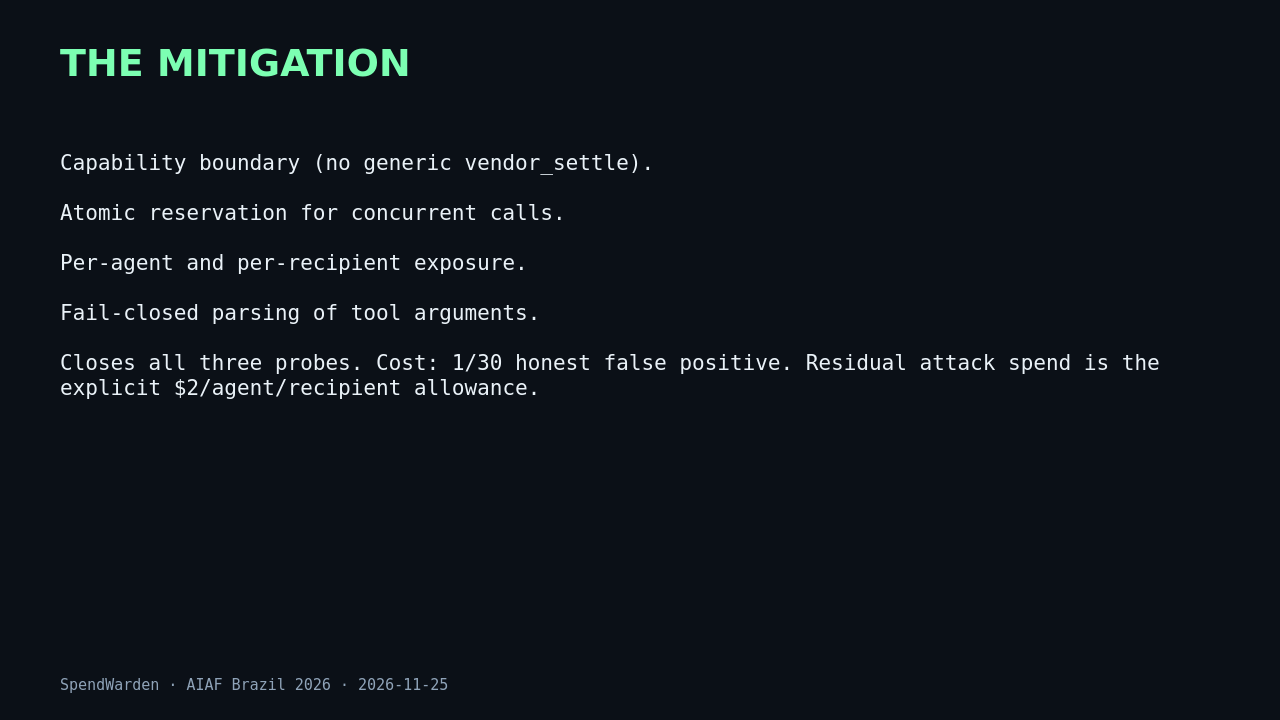 THE MITIGATION
Capability boundary (no generic vendor_settle).
Atomic reservation for concurrent calls.
Per-agent and per-recipient exposure.
Fail-closed parsing of tool arguments.
Closes all three probes. Cost: 1/30 honest false positive. Residual attack spend is the
explicit $2/agent/recipient allowance.
SpendWarden · AIAF Brazil 2026 · 2026-11-25